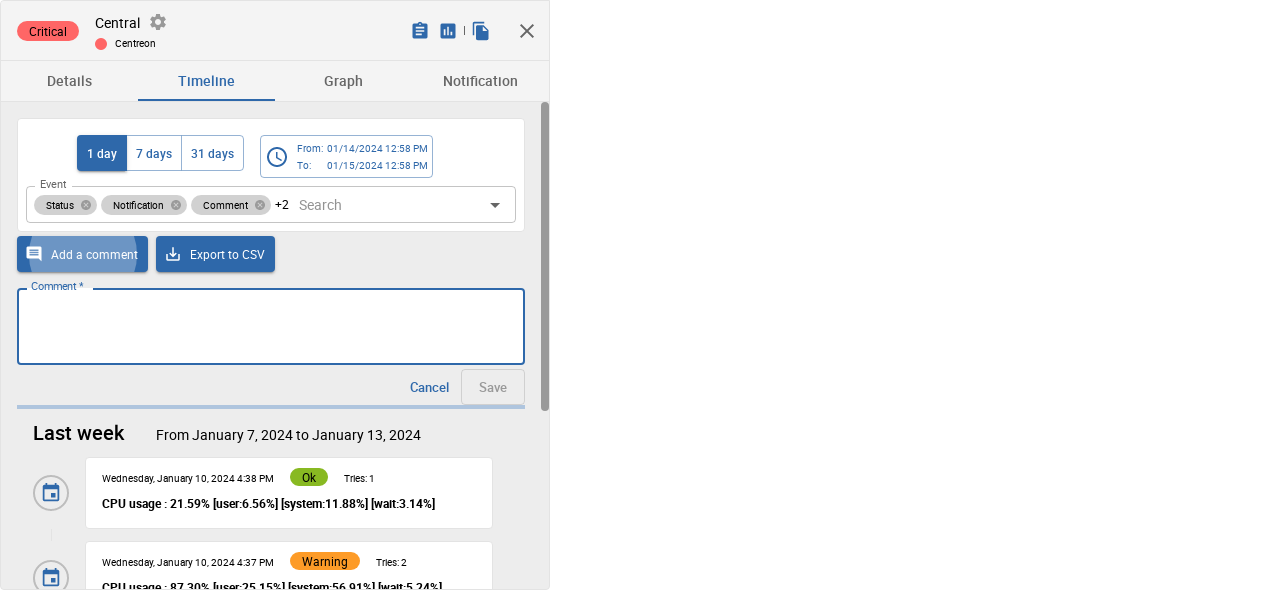 Critical
Central
Centreon
Details
Timeline
Graph
Notification
1 day
7 days
31 days
From: 01/14/2024 12:58 PM
To: 01/15/2024 12:58 PM
Event
Status
Notification
Comment
+2
Search
Add a comment
Export to CSV
Comment *
Cancel
Save
Last week
From January 7, 2024 to January 13, 2024
Wednesday, January 10, 2024 4:38 PM
Ok
Tries: 1
CPU usage : 21.59% [user:6.56%] [system:11.88%] [wait:3.14%]
Wednesday, January 10, 2024 4:37 PM
Warning
Tries: 2
CPU usage : 87.30% [user:25.15%] [system:56.91%] [wait:5.24%]